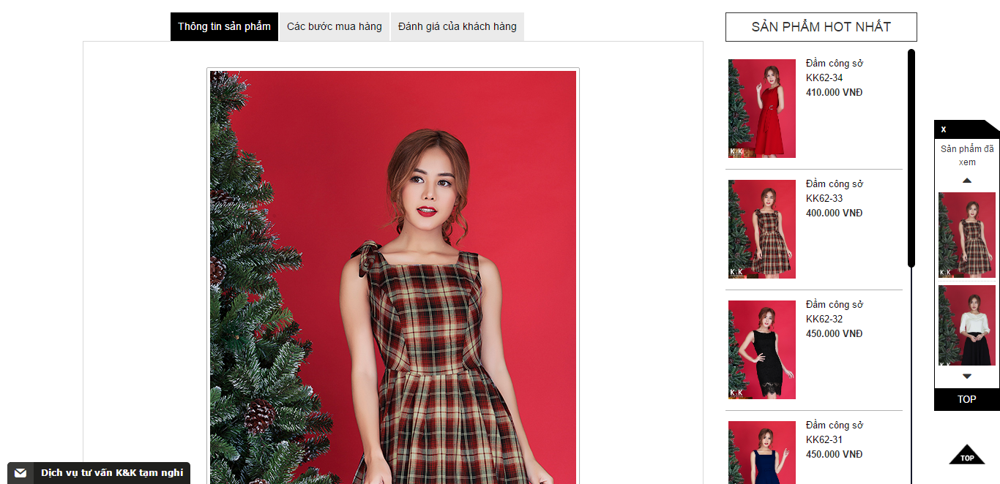 Thông tin sản phẩm
Các bước mua hàng
Đánh giá của khách hàng
SẢN PHẨM HOT NHẤT
Đầm công sở
KK62-34
410.000 VNĐ
K&K
Đầm công sở
KK62-33
400.000 VNĐ
K&K
Đầm công sở
KK62-32
450.000 VNĐ
K&K
Đầm công sở
KK62-31
450.000 VNĐ
X
Sản phẩm đã
xem
K&K
K&K
TOP
TOP
Dịch vụ tư vấn K&K tạm nghỉ